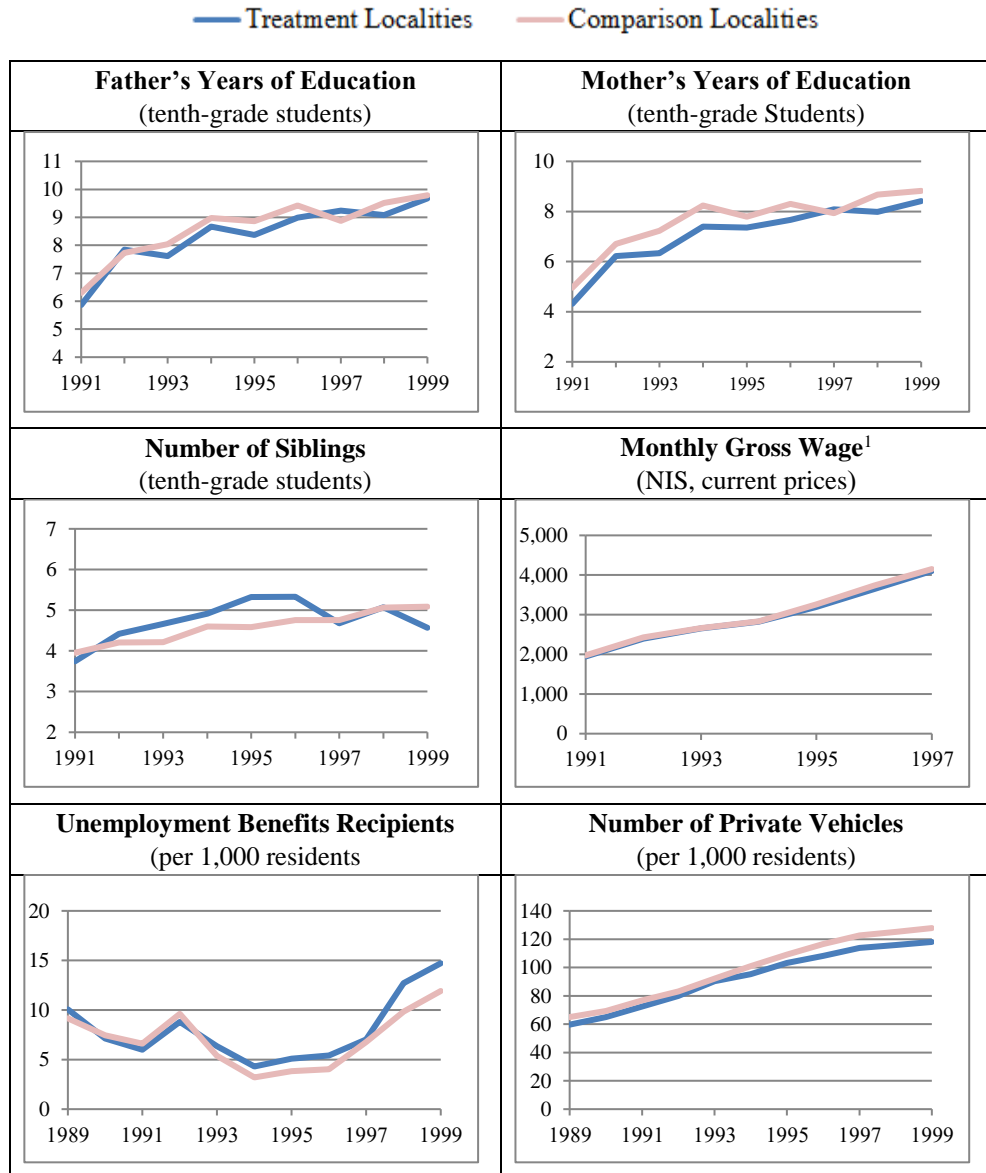 Treatment Localities Comparison Localities
Father's Years of Education
(tenth-grade students)
Mother's Years of Education
(tenth-grade Students)
11
10
9
8
7
6
5
4
1991 1993 1995 1997 1999
10
8
6
4
2
1991 1993 1995 1997 1999
Number of Siblings
(tenth-grade students)
Monthly Gross Wage¹
(NIS, current prices)
7
6
5
4
3
2
1991 1993 1995 1997 1999
5,000
4,000
3,000
2,000
1,000
0
1991 1993 1995 1997
Unemployment Benefits Recipients
(per 1,000 residents
Number of Private Vehicles
(per 1,000 residents)
20
15
10
5
0
1989 1991 1993 1995 1997 1999
140
120
100
80
60
40
20
0
1989 1991 1993 1995 1997 1999